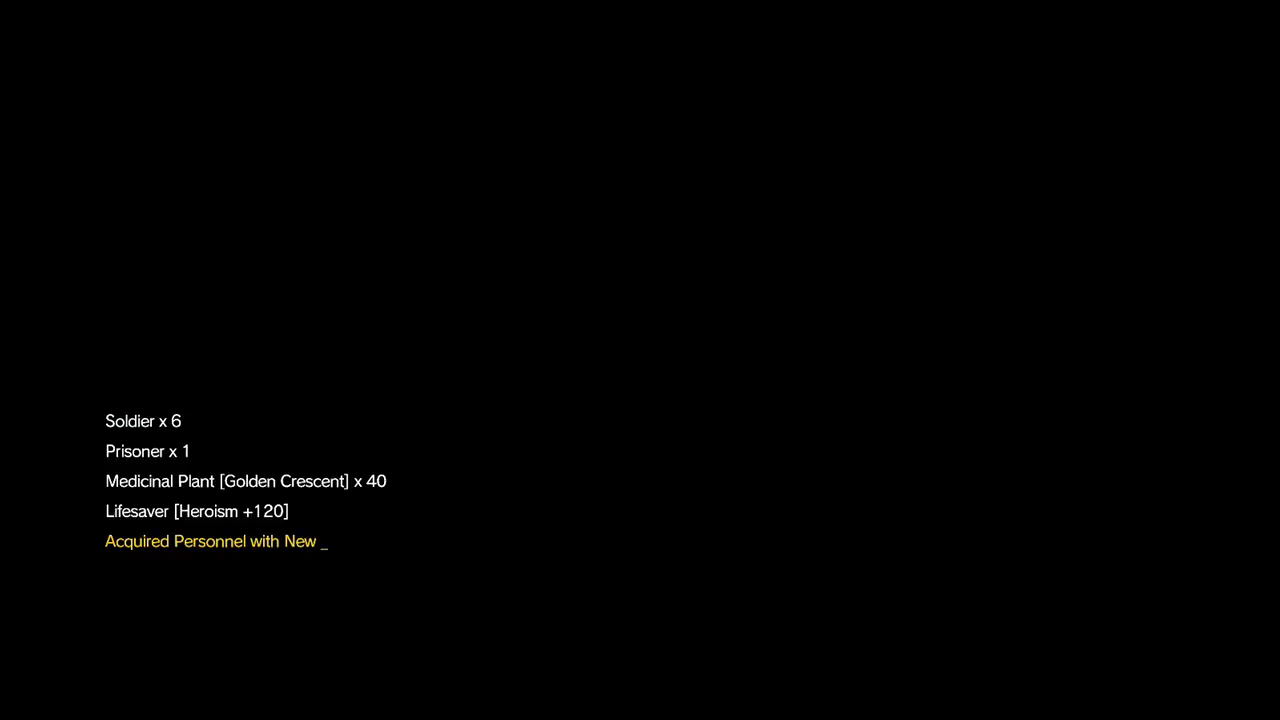 Soldier x 6
Prisoner x 1
Medicinal Plant [Golden Crescent] x 40
Lifesaver [Heroism +120]
Acquired Personnel with New _